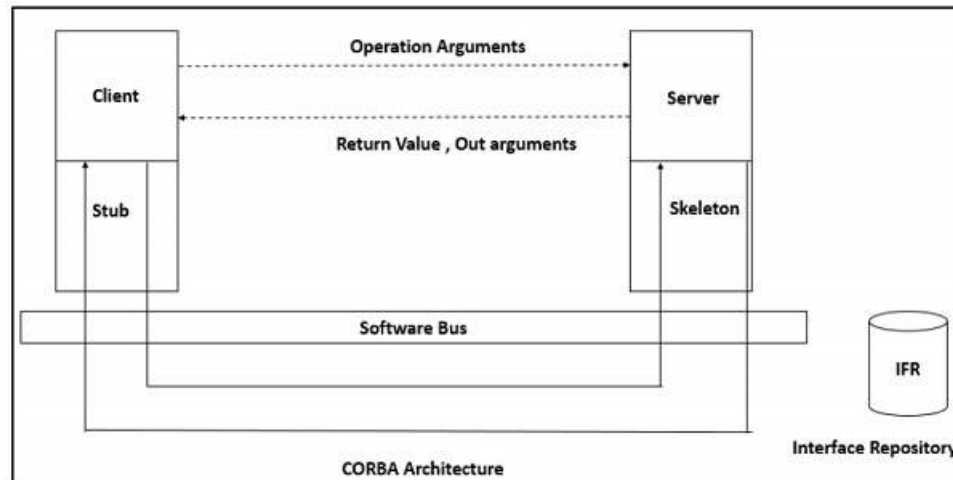 Operation Arguments
Client
Server
Return Value , Out arguments
Stub
Skeleton
Software Bus
IFR
Interface Repository
CORBA Architecture